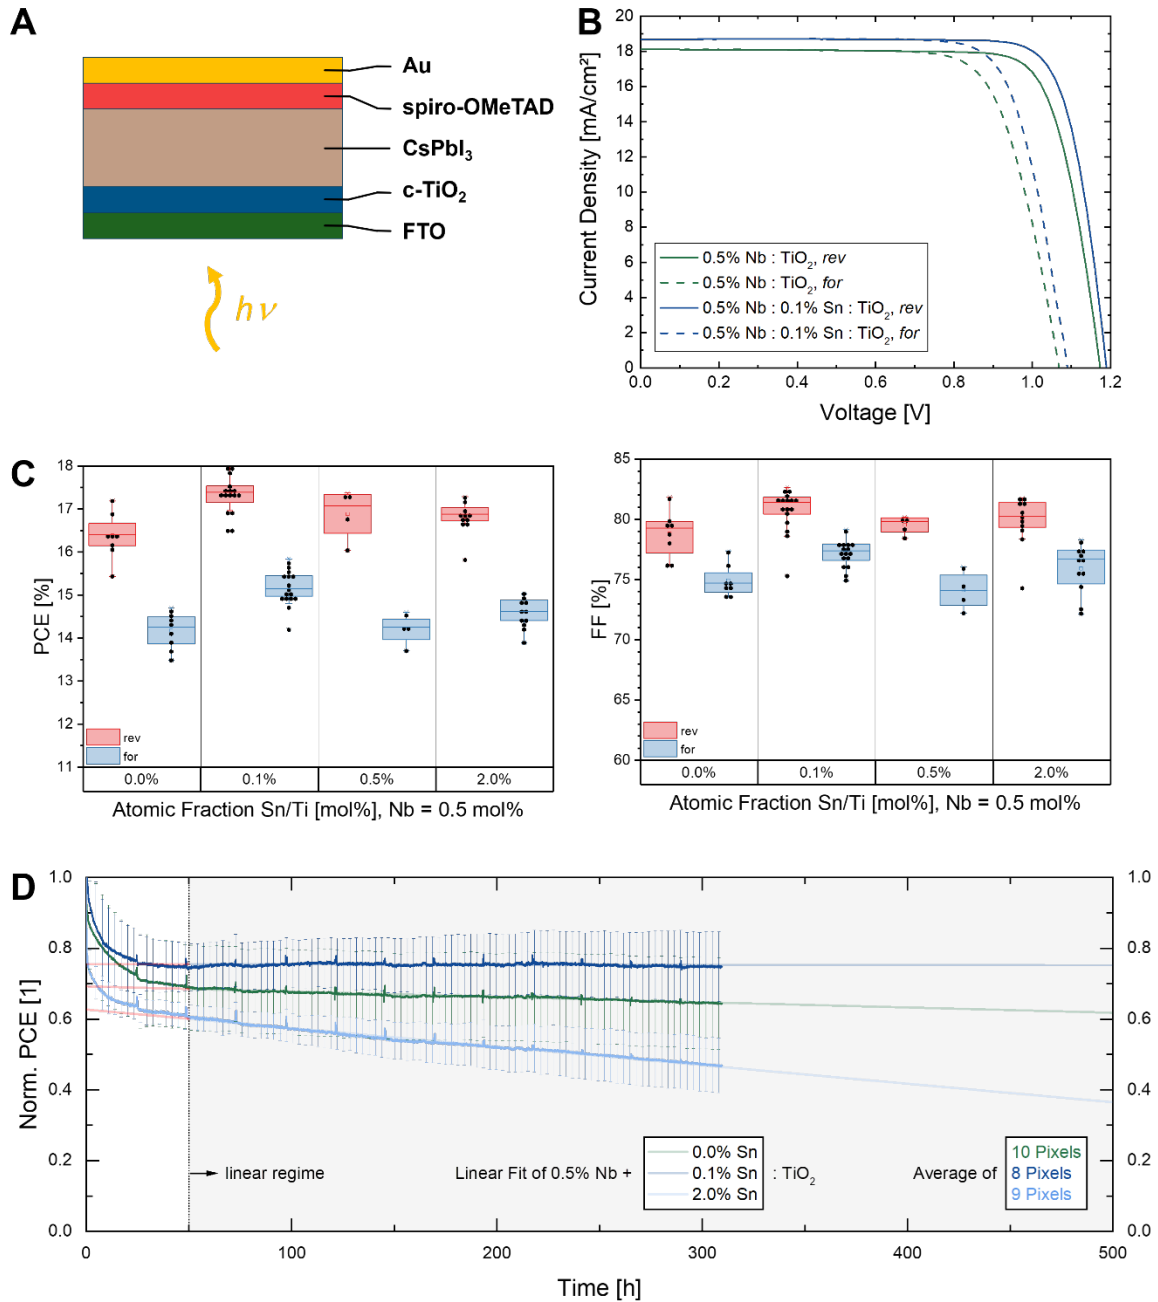 A
Au
spiro-OMeTAD
CsPbI₃
c-TiO₂
FTO
hν
B
Current Density [mA/cm²]
20
18
16
14
12
10
8
6
4
2
0
0.5% Nb : TiO₂, rev
0.5% Nb : TiO₂, for
0.5% Nb : 0.1% Sn : TiO₂, rev
0.5% Nb : 0.1% Sn : TiO₂, for
0.0 0.2 0.4 0.6 0.8 1.0 1.2
Voltage [V]
C
PCE [%]
18
17
16
15
14
13
12
11
rev
for
0.0% 0.1% 0.5% 2.0%
Atomic Fraction Sn/Ti [mol%], Nb = 0.5 mol%
FF [%]
85
80
75
70
65
60
rev
for
0.0% 0.1% 0.5% 2.0%
Atomic Fraction Sn/Ti [mol%], Nb = 0.5 mol%
D
Norm. PCE [1]
1.0 1.0
0.8 0.8
0.6 0.6
0.4 0.4
0.2 0.2
0.0 0.0
linear regime
Linear Fit of 0.5% Nb +
0.0% Sn
0.1% Sn
2.0% Sn
: TiO₂
Average of
10 Pixels
8 Pixels
9 Pixels
0 100 200 300 400 500
Time [h]